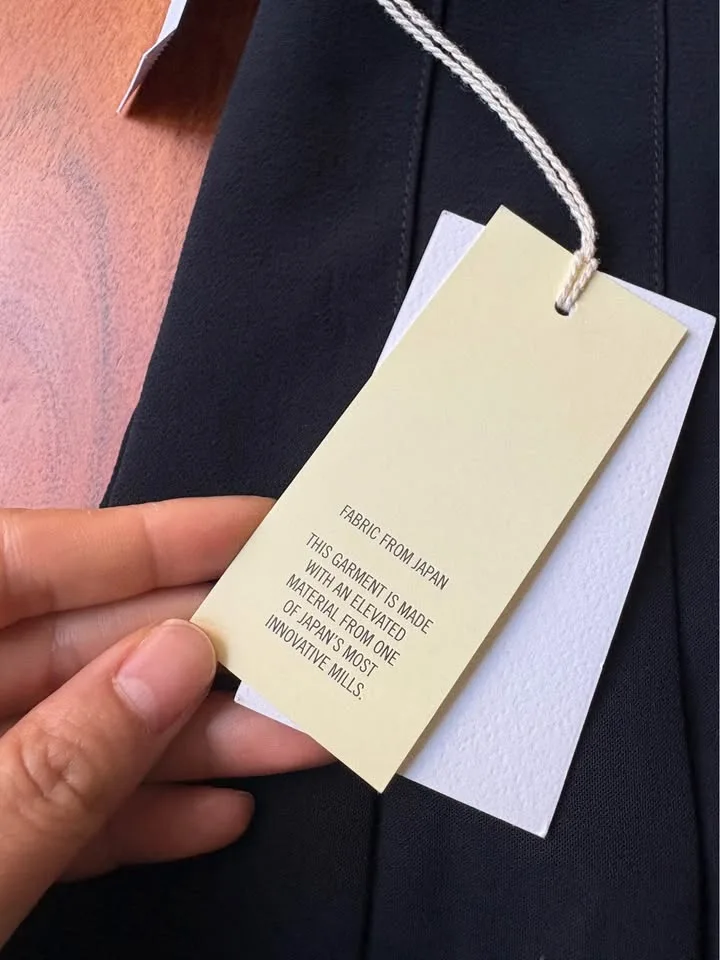 FABRIC FROM JAPAN
THIS GARMENT IS MADE
WITH AN ELEVATED
MATERIAL FROM ONE
OF JAPAN'S MOST
INNOVATIVE MILLS.